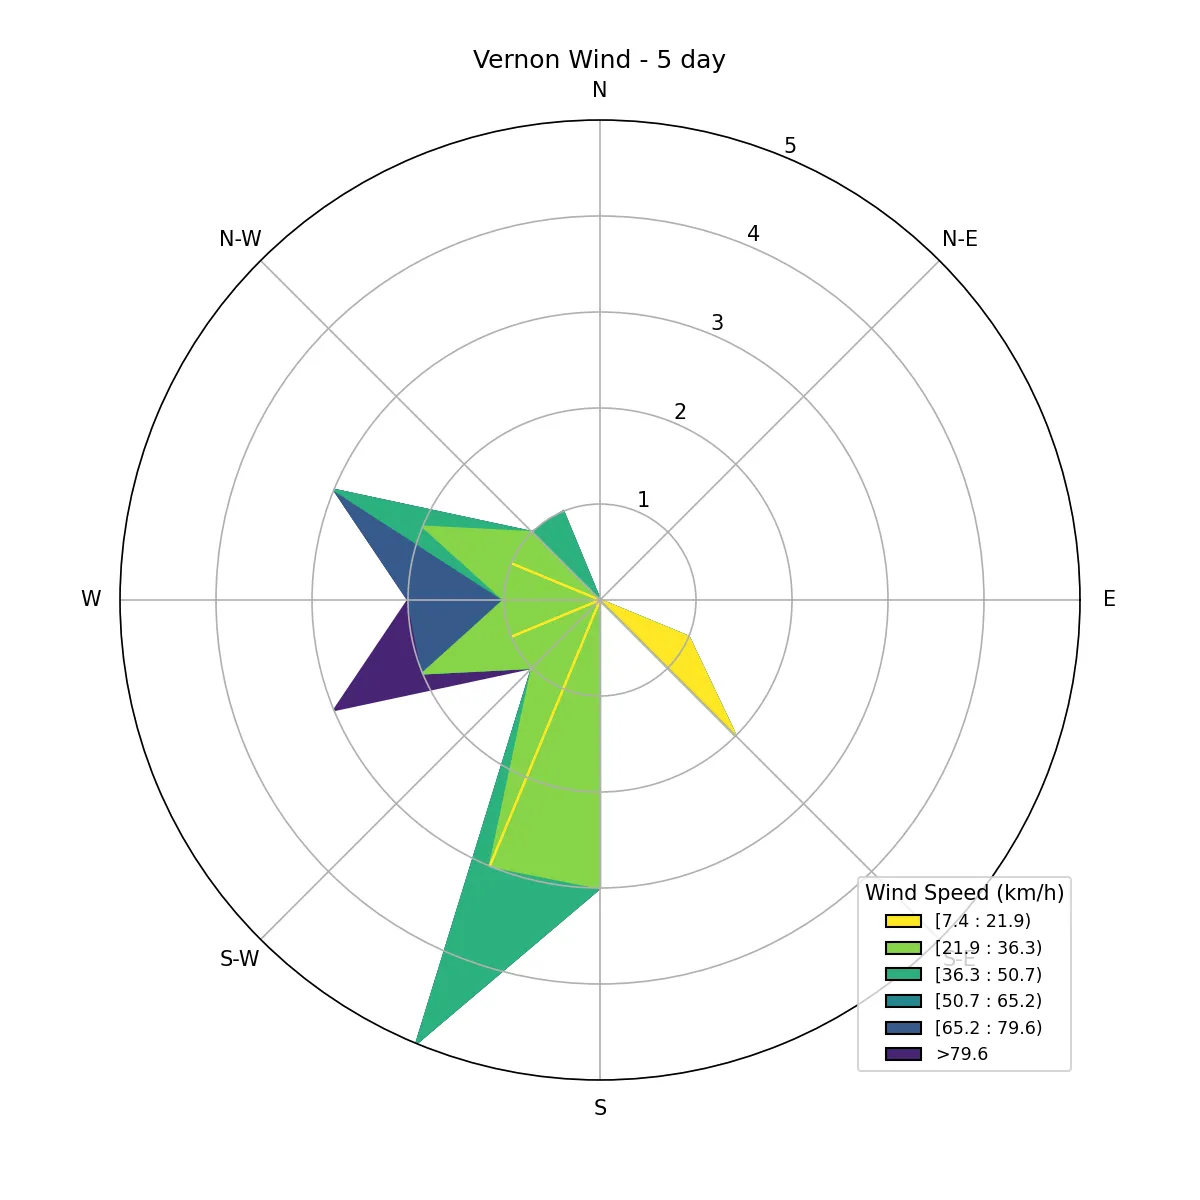 Vernon Wind - 5 day
N
5
N-W
4
N-E
3
2
1
W
E
Wind Speed (km/h)
[7.4 : 21.9)
[21.9 : 36.3)
S-W
S-E
[36.3 : 50.7)
[50.7 : 65.2)
[65.2 : 79.6)
>79.6
S